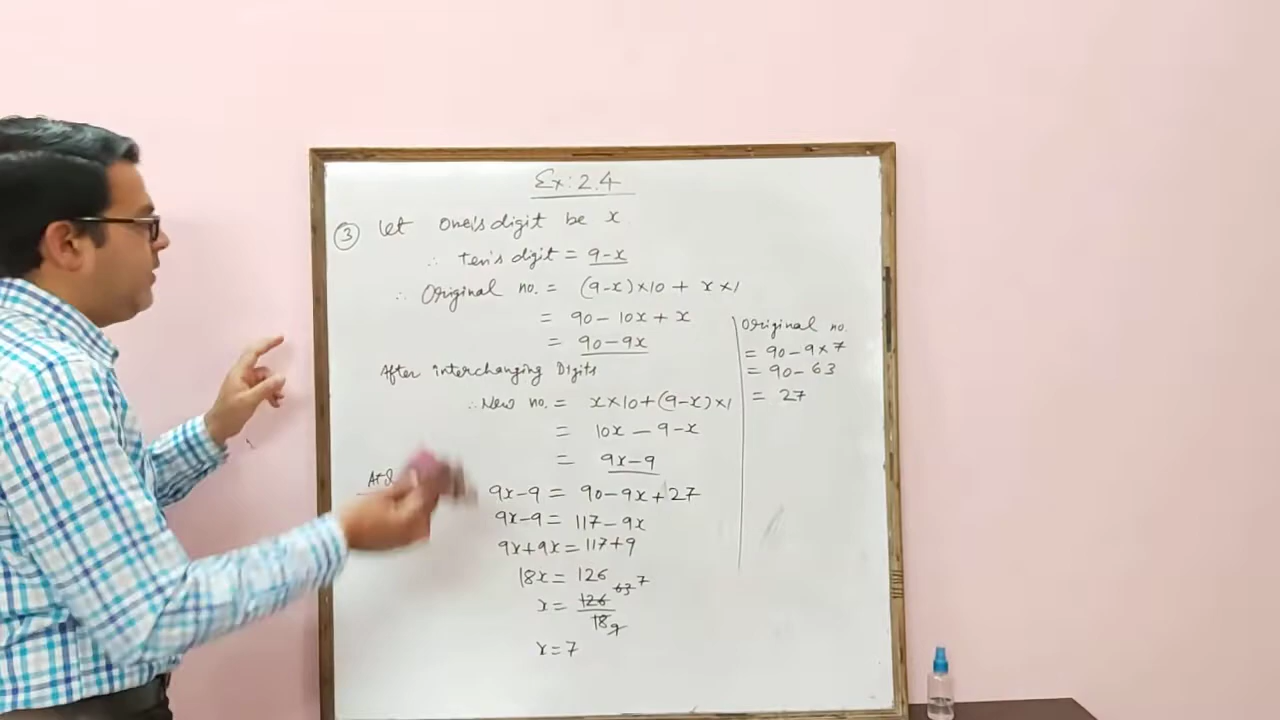 Ex: 2.4
③ Let one's digit be x
∴ ten's digit = 9-x
∴ Original no. = (9-x)×10 + x×1
= 90 - 10x + x
= 90 - 9x
After interchanging Digits
∴ New no. = x×10+(9-x)×1
= 10x - 9-x
= 9x-9
9x-9 = 90-9x+27
9x-9 = 117-9x
9x+9x = 117+9
18x = 126
x = 126/18 63 7 9
x = 7
Original no.
= 90-9×7
= 90-63
= 27